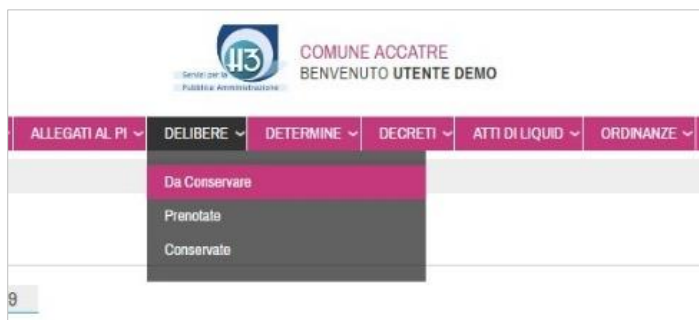 H3
Servizi per la
Pubblica Amministrazione
COMUNE ACCATRE
BENVENUTO UTENTE DEMO
ALLEGATI AL PI
DELIBERE
DETERMINE
DECRETI
ATTI DI LIQUID
ORDINANZE
Da Conservare
Prenotate
Conservate
9